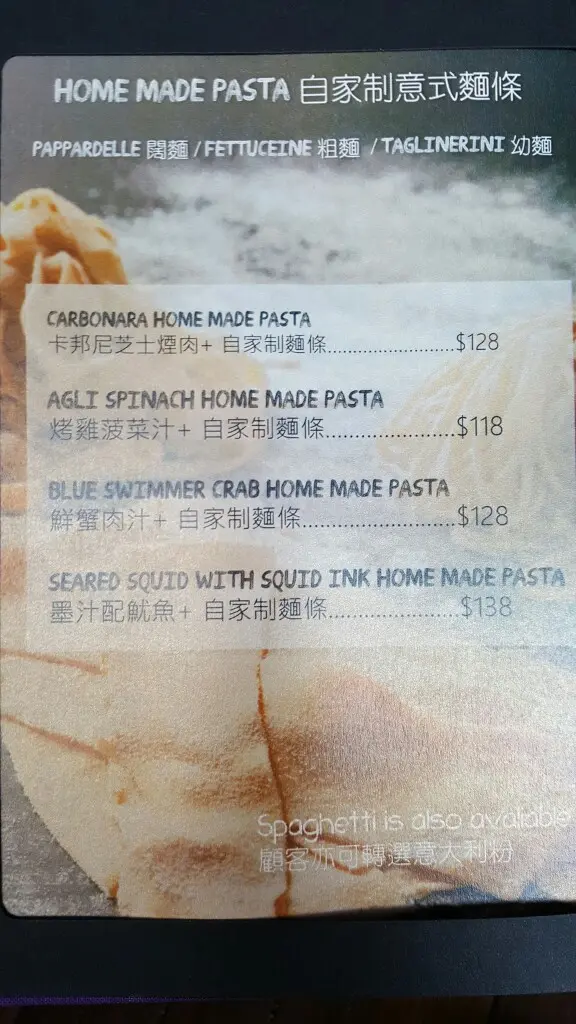 HOME MADE PASTA 自家制意式麵條
PAPPARDELLE 闊麵 / FETTUCEINE 粗麵 / TAGLINERINI 幼麵
CARBONARA HOME MADE PASTA
卡邦尼芝士煙肉+ 自家制麵條........................$128
AGLI SPINACH HOME MADE PASTA
烤雞菠菜汁+ 自家制麵條........................$118
BLUE SWIMMER CRAB HOME MADE PASTA
鮮蟹肉汁+ 自家制麵條............................$128
SEARED SQUID WITH SQUID INK HOME MADE PASTA
墨汁配魷魚+ 自家制麵條........................$138
Spaghetti is also avaliable
顧客亦可轉選意大利粉